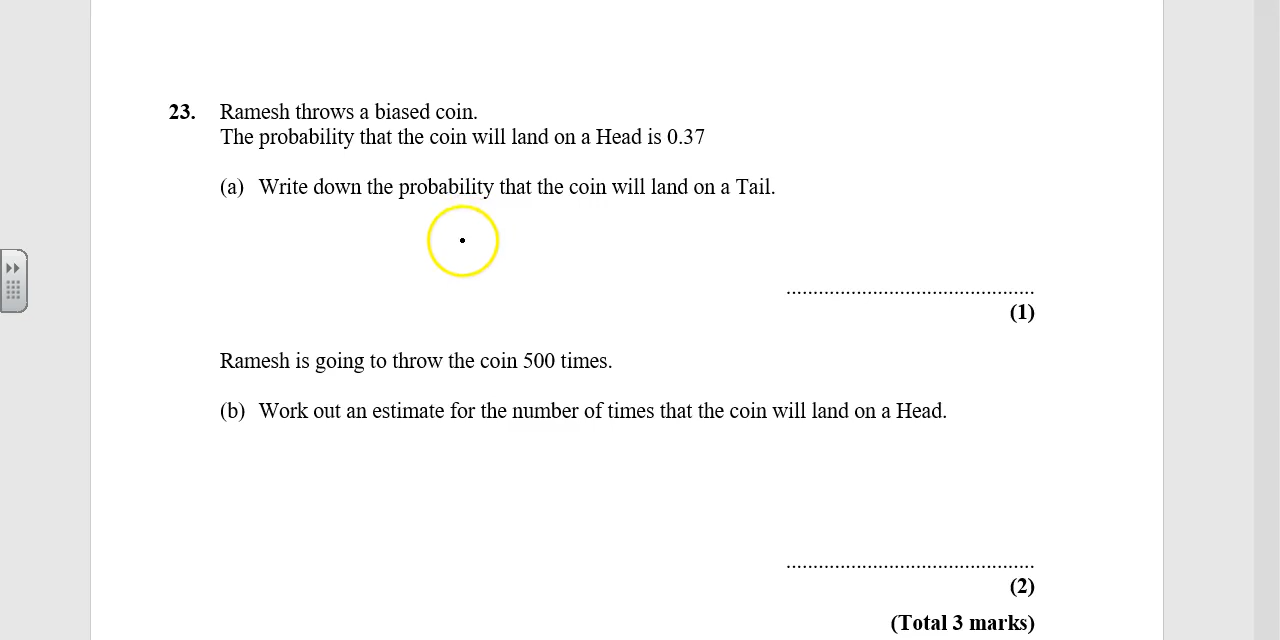 23. Ramesh throws a biased coin.
The probability that the coin will land on a Head is 0.37
(a) Write down the probability that the coin will land on a Tail.
..............................................
(1)
Ramesh is going to throw the coin 500 times.
(b) Work out an estimate for the number of times that the coin will land on a Head.
..............................................
(2)
(Total 3 marks)